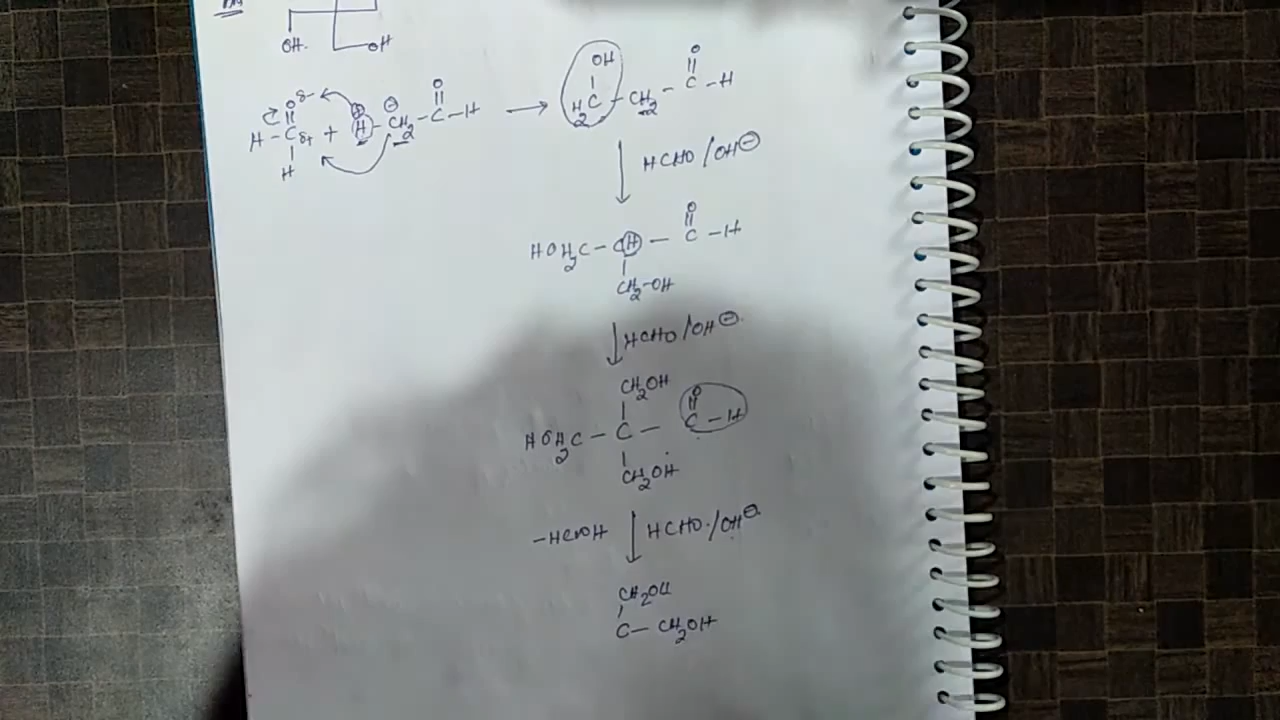 OH OH
OH O
H2C – CH2 – C – H
O δ- ⊕ ⊖ O
H – C δ+ + H – CH2 – C – H →
H
HCHO / OH⊖
O
HOH2C – CH – C – H
CH2-OH
HCHO / OH⊖
CH2OH O
HOH2C – C – C – H
CH2OH
-HCOOH HCHO / OH⊖
CH2OH
C – CH2OH